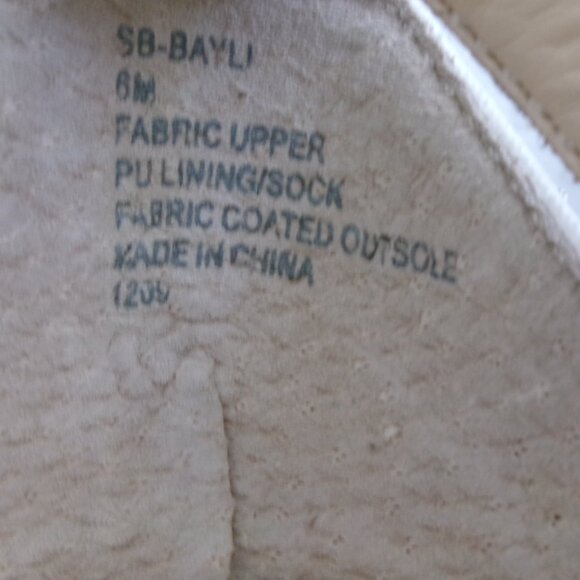 SB-BAYLI
6M
FABRIC UPPER
PU LINING/SOCK
FABRIC COATED OUTSOLE
MADE IN CHINA
1209